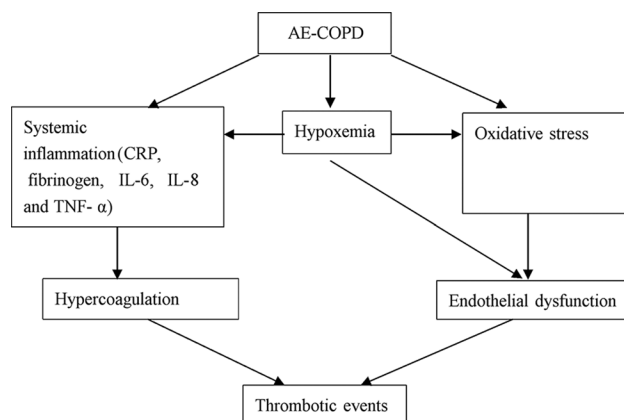 AE-COPD
Systemic
inflammation(CRP,
fibrinogen, IL-6, IL-8
and TNF- α)
Hypoxemia
Oxidative stress
Hypercoagulation
Endothelial dysfunction
Thrombotic events